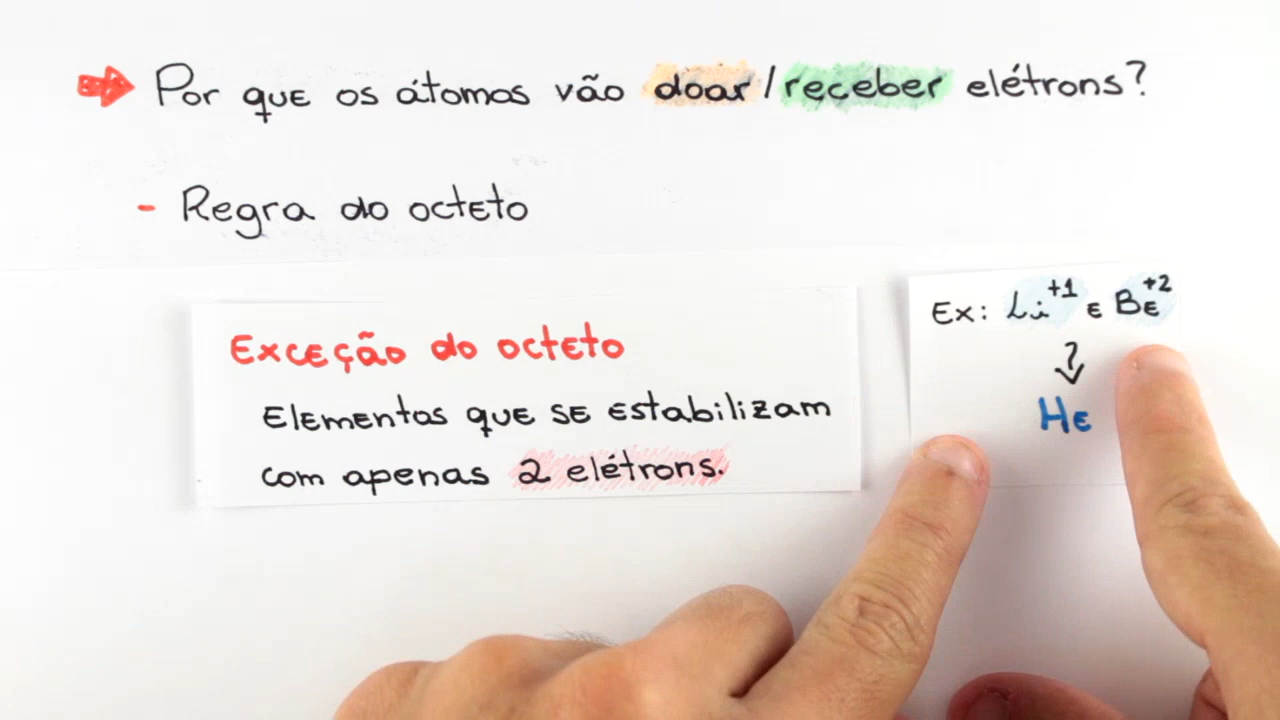 Por que os átomos vão doar/receber elétrons?
- Regra do octeto
Exceção do octeto
Elementos que se estabilizam
com apenas 2 elétrons.
Ex: Li+1 e Be+2
?
He